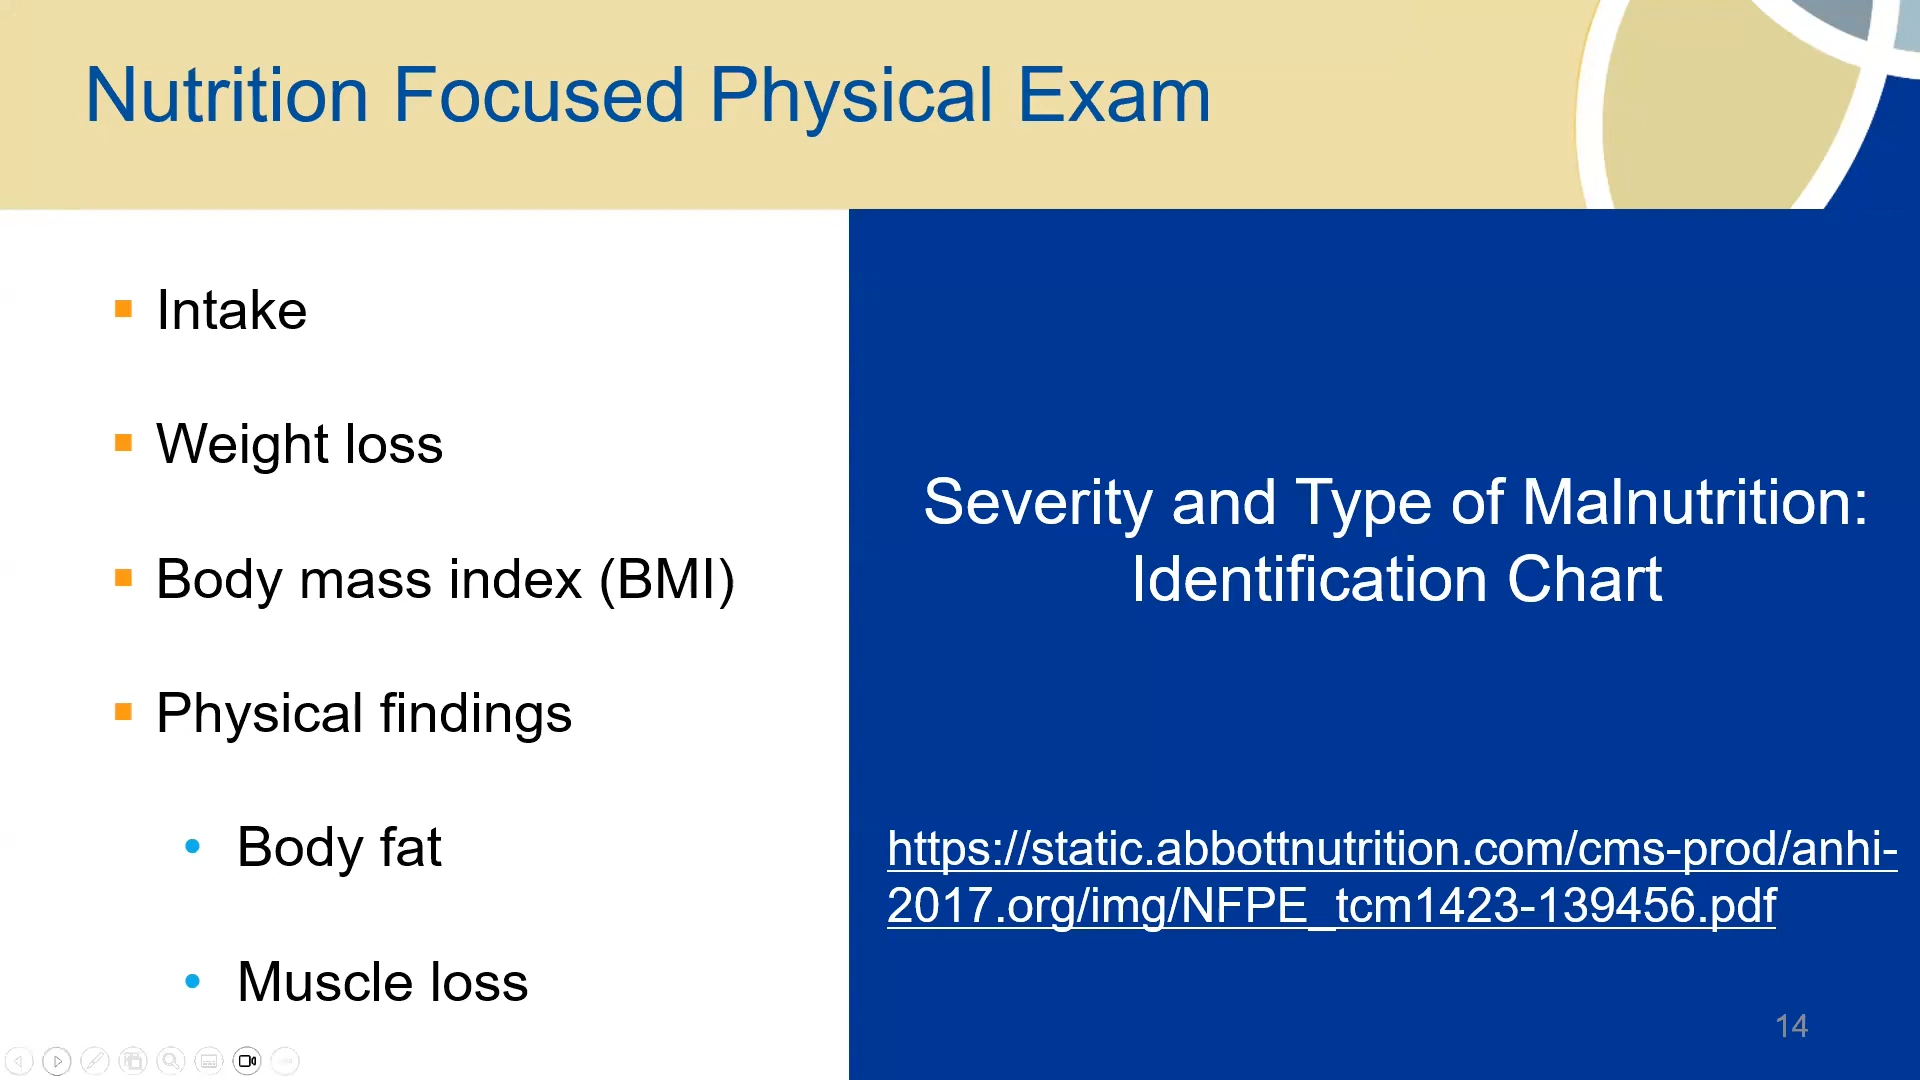 Nutrition Focused Physical Exam
Intake
Weight loss
Body mass index (BMI)
Physical findings
Body fat
Muscle loss
Severity and Type of Malnutrition:
Identification Chart
https://static.abbottnutrition.com/cms-prod/anhi-
2017.org/img/NFPE_tcm1423-139456.pdf
14